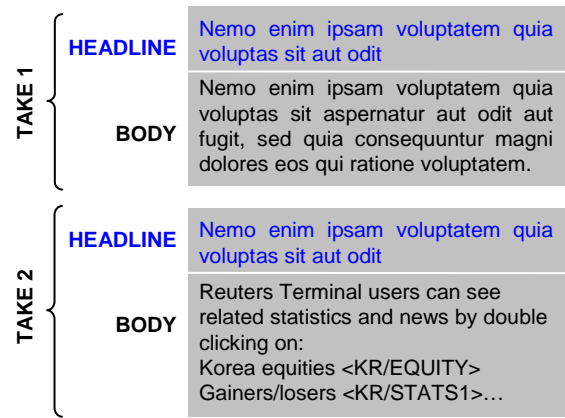 TAKE 1
HEADLINE
Nemo enim ipsam voluptatem quia
voluptas sit aut odit
BODY
Nemo enim ipsam voluptatem quia
voluptas sit aspernatur aut odit aut
fugit, sed quia consequuntur magni
dolores eos qui ratione voluptatem.
TAKE 2
HEADLINE
Nemo enim ipsam voluptatem quia
voluptas sit aut odit
BODY
Reuters Terminal users can see
related statistics and news by double
clicking on:
Korea equities <KR/EQUITY>
Gainers/losers <KR/STATS1>…